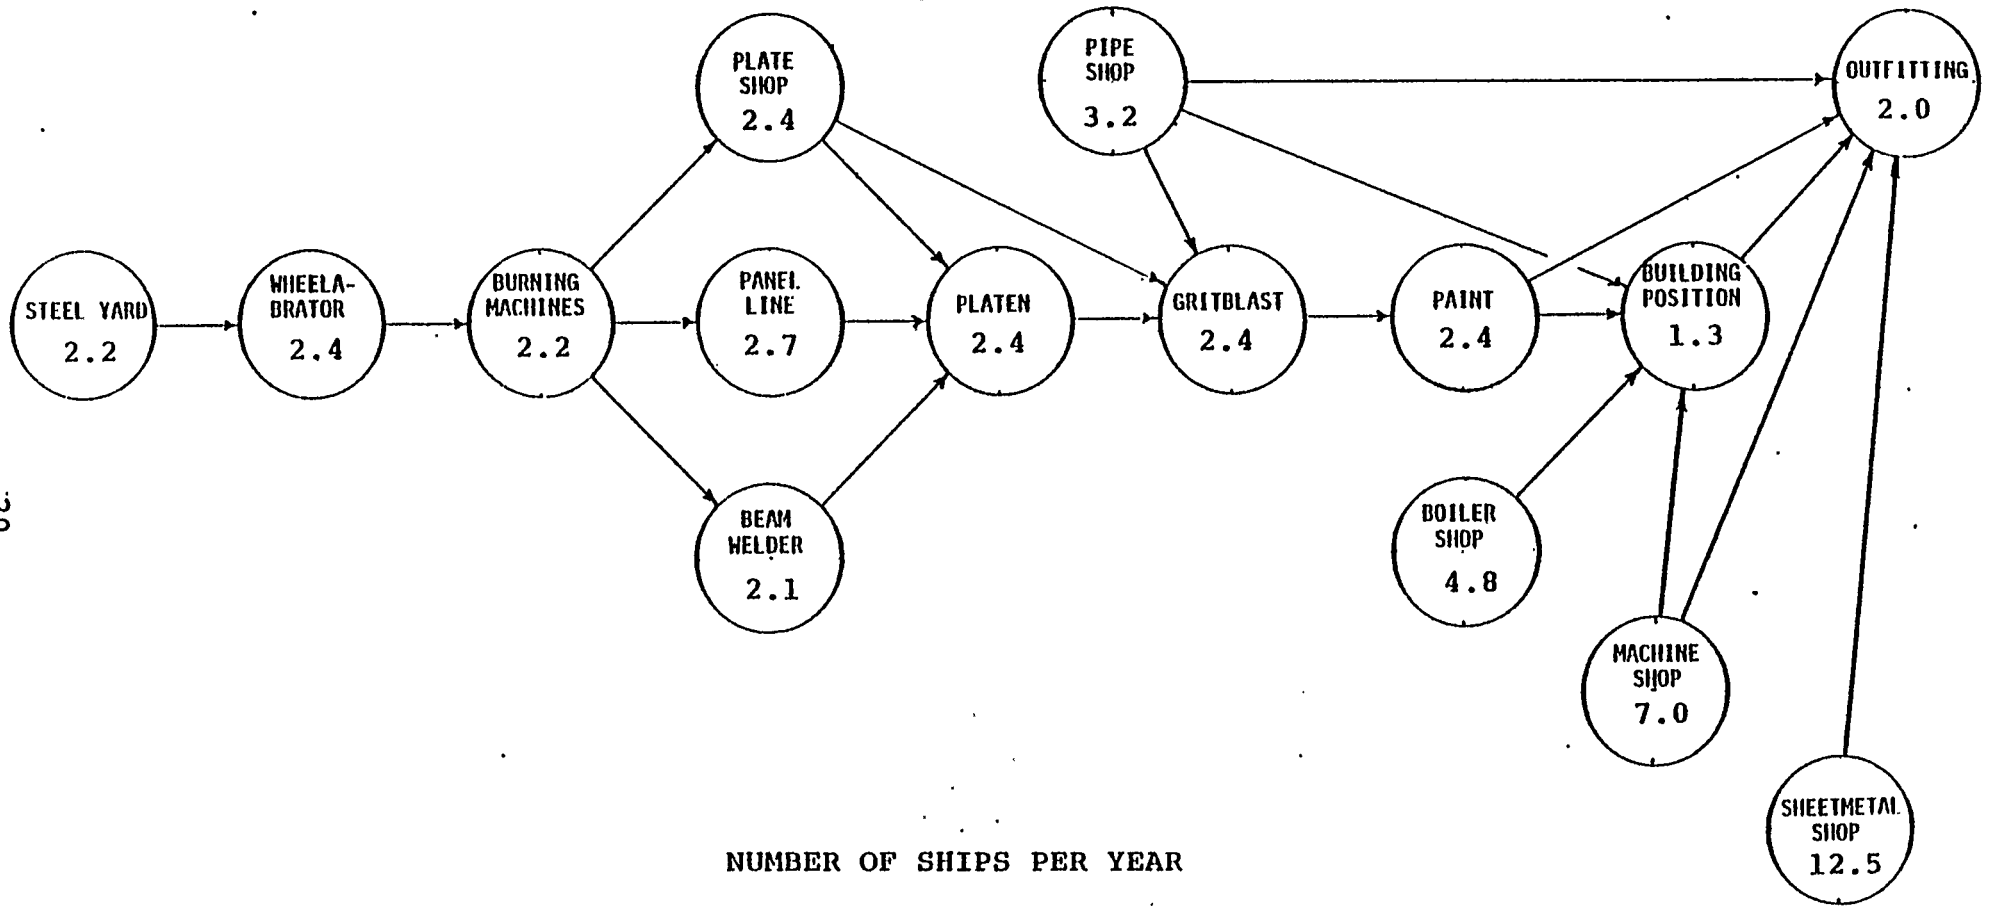 PLATE
SHOP
2.4
PIPE
SHOP
3.2
OUTFITTING
2.0
STEEL YARD
2.2
WHEELA-
BRATOR
2.4
BURNING
MACHINES
2.2
PANEL
LINE
2.7
PLATEN
2.4
GRITBLAST
2.4
PAINT
2.4
BUILDING
POSITION
1.3
BEAM
WELDER
2.1
BOILER
SHOP
4.8
MACHINE
SHOP
7.0
SHEETMETAL
SHOP
12.5
NUMBER OF SHIPS PER YEAR